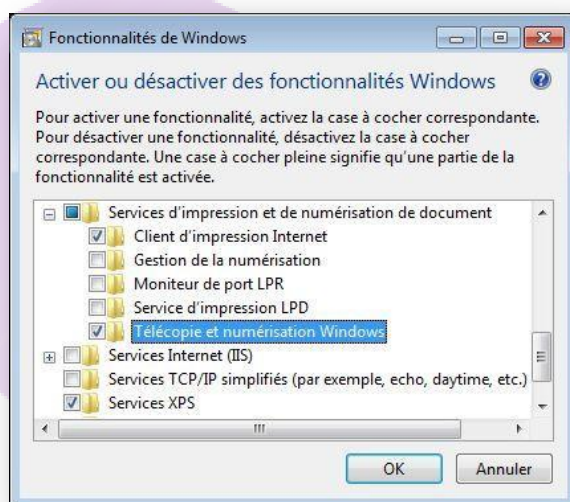 Fonctionnalités de Windows
Activer ou désactiver des fonctionnalités Windows
Pour activer une fonctionnalité, activez la case à cocher correspondante.
Pour désactiver une fonctionnalité, désactivez la case à cocher
correspondante. Une case à cocher pleine signifie qu'une partie de la
fonctionnalité est activée.
Services d'impression et de numérisation de document
Client d'impression Internet
Gestion de la numérisation
Moniteur de port LPR
Service d'impression LPD
Télécopie et numérisation Windows
Services Internet (IIS)
Services TCP/IP simplifiés (par exemple, echo, daytime, etc.)
Services XPS
OK
Annuler